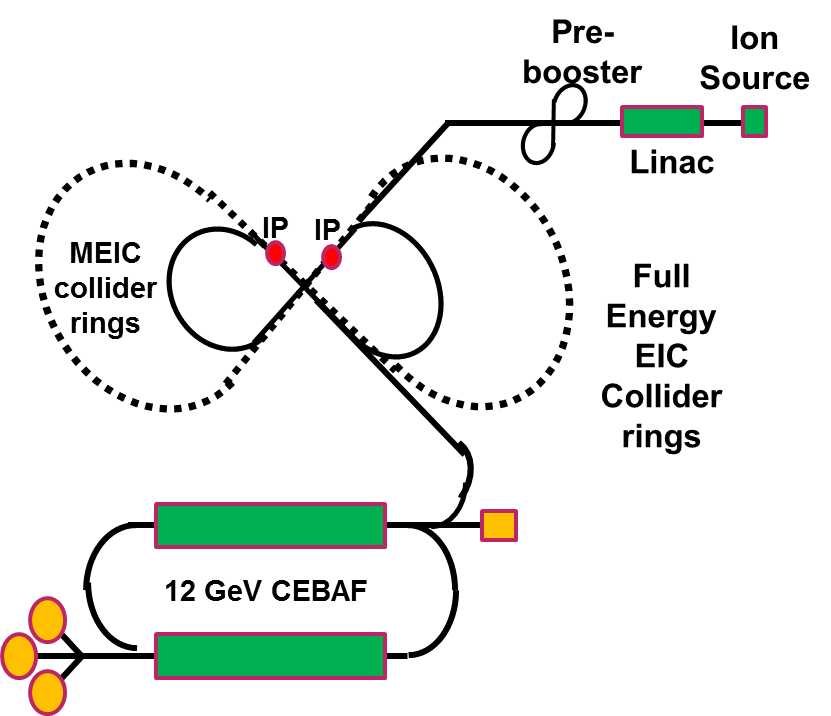 Pre-
booster
Ion
Source
Linac
IP
IP
MEIC
collider
rings
Full
Energy
EIC
Collider
rings
12 GeV CEBAF